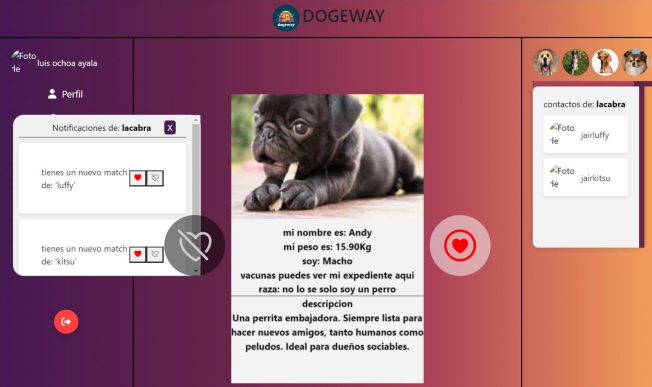 dogeway
DOGEWAY
Foto
de
luis ochoa ayala
Perfil
Notificaciones de: lacabra
X
tienes un nuevo match
de: 'luffy'
tienes un nuevo match
de: 'kitsu'
mi nombre es: Andy
mi peso es: 15.90Kg
soy: Macho
vacunas puedes ver mi expediente aqui
raza: no lo se solo soy un perro
descripcion
Una perrita embajadora. Siempre lista para
hacer nuevos amigos, tanto humanos como
peludos. Ideal para dueños sociables.
contactos de: lacabra
Foto
de
jairluffy
Foto
de
jairkitsu